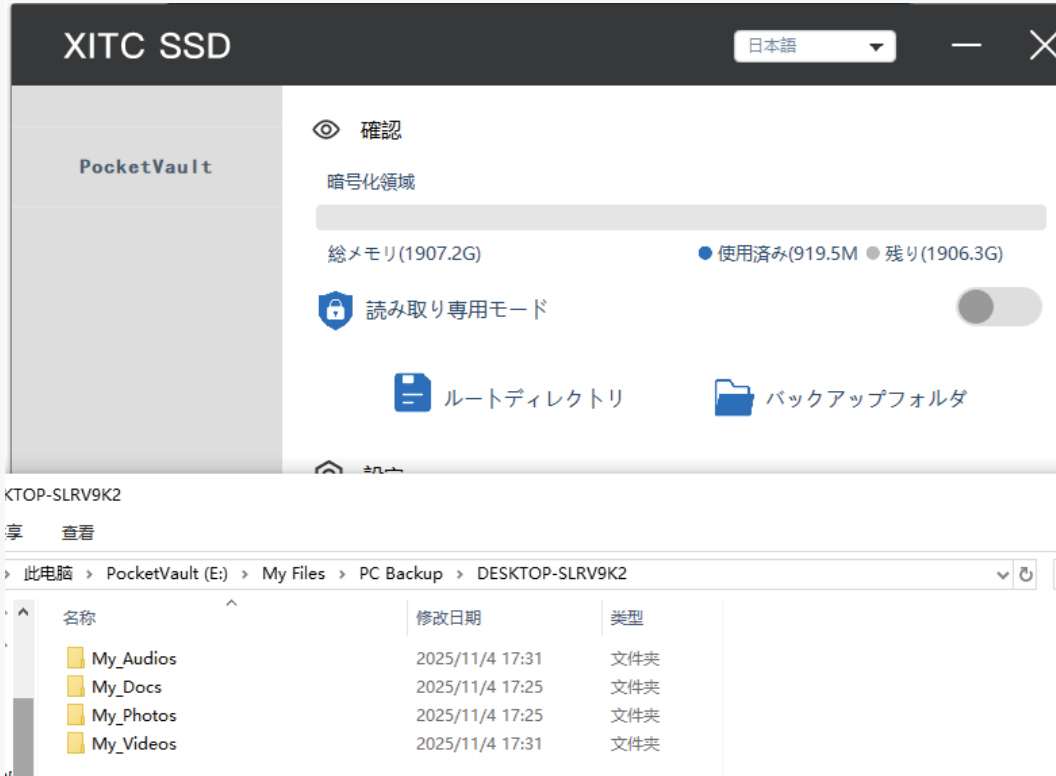 XITC SSD
日本語
PocketVault
確認
暗号化領域
総メモリ(1907.2G)
使用済み(919.5M
残り(1906.3G)
読み取り専用モード
ルートディレクトリ
バックアップフォルダ
KTOP-SLRV9K2
享 查看
此电脑 › PocketVault (E:) › My Files › PC Backup › DESKTOP-SLRV9K2
名称 修改日期 类型
My_Audios 2025/11/4 17:31 文件夹
My_Docs 2025/11/4 17:25 文件夹
My_Photos 2025/11/4 17:25 文件夹
My_Videos 2025/11/4 17:31 文件夹